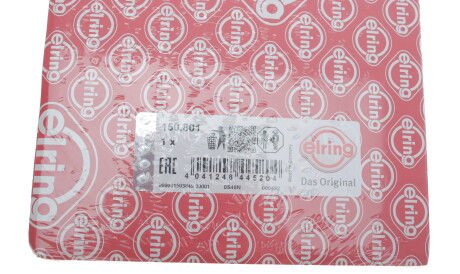 elring
150.801
1 x
elring
EAC
4 041248 445204
Das Original